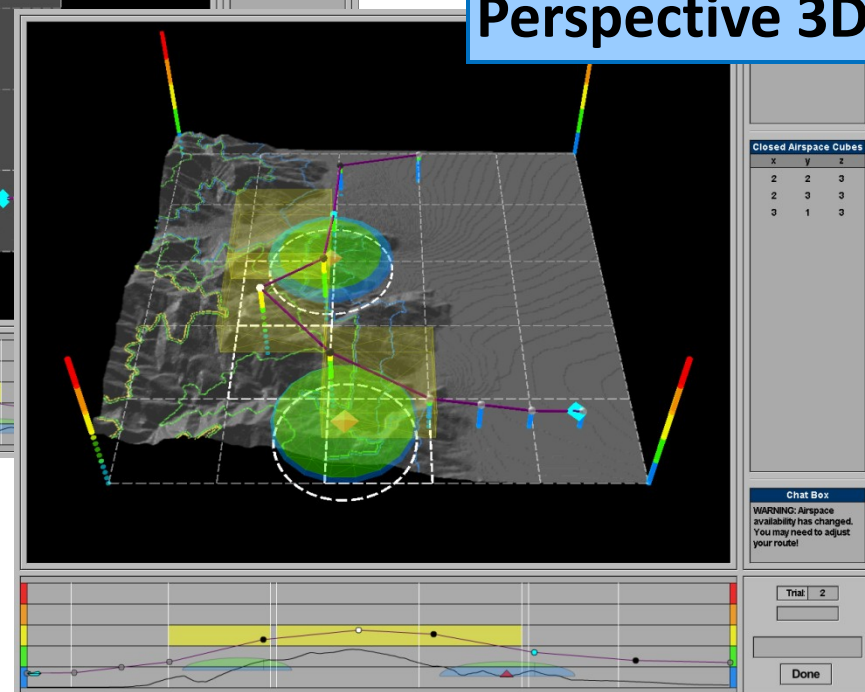 Perspective 3D
Closed Airspace Cubes
x y z
2 2 3
2 3 3
3 1 3
Chat Box
WARNING: Airspace
availability has changed.
You may need to adjust
your route!
Trial: 2
Done